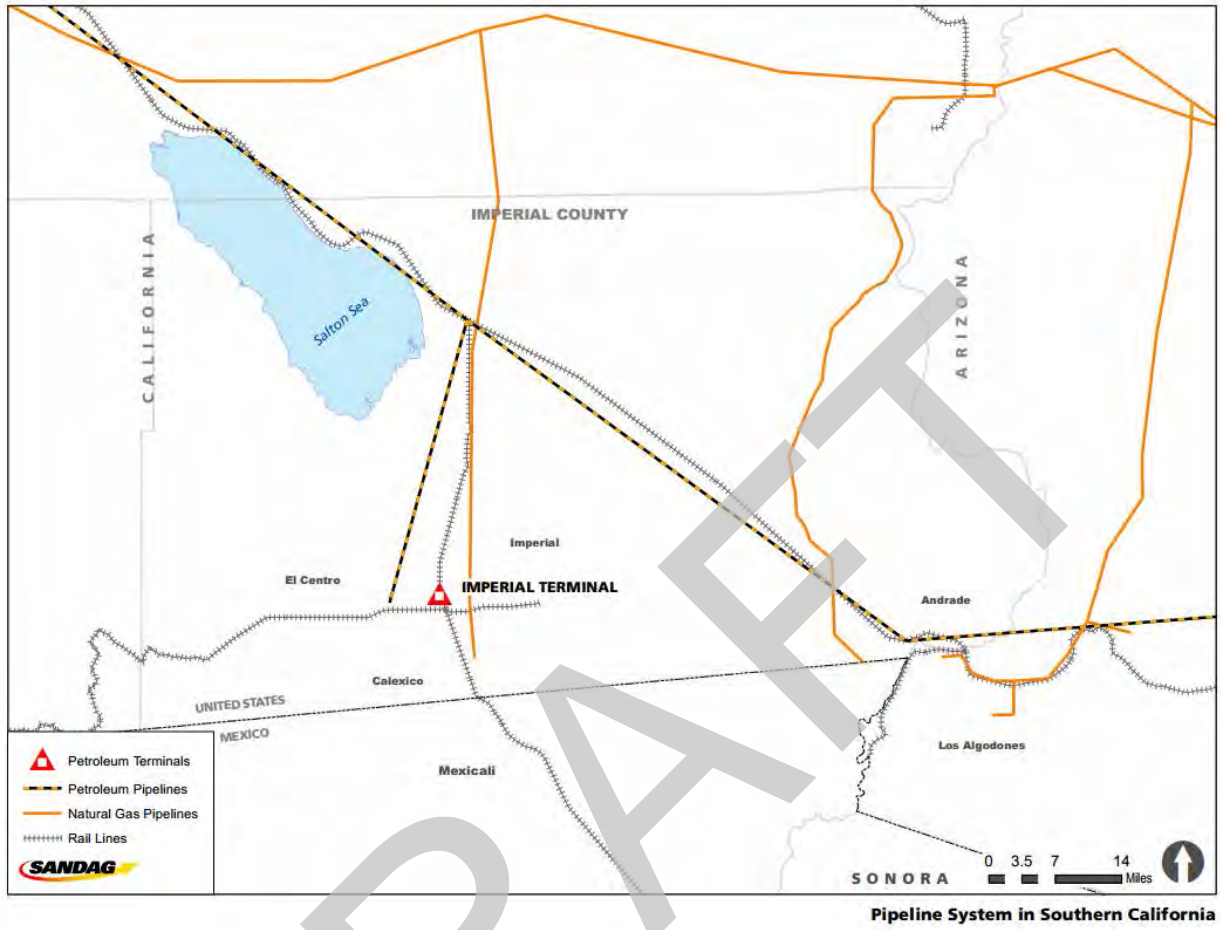 IMPERIAL COUNTY
CALIFORNIA
Salton Sea
ARIZONA
Imperial
El Centro
IMPERIAL TERMINAL
Andrade
Calexico
UNITED STATES
MEXICO
Los Algodones
Mexicali
Petroleum Terminals
Petroleum Pipelines
Natural Gas Pipelines
Rail Lines
SANDAG
SONORA
0 3.5 7 14
Miles
Pipeline System in Southern California
DRAFT